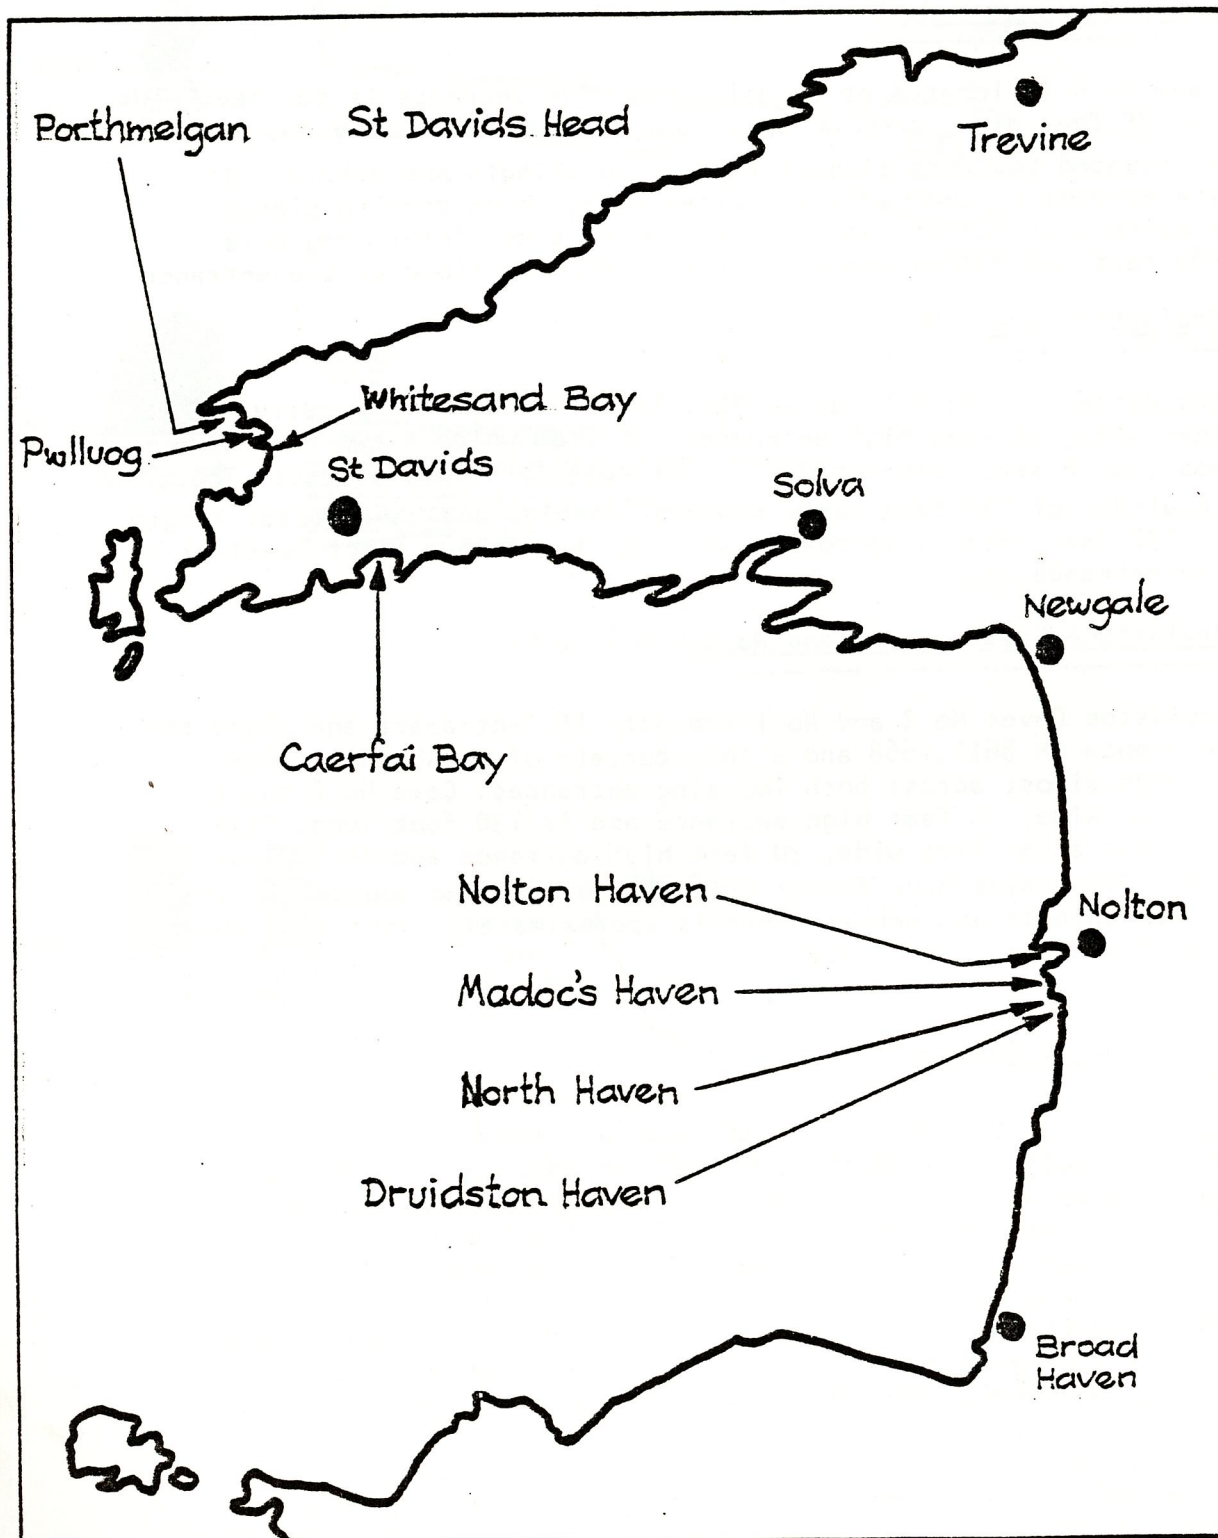 Porthmelgan
St Davids Head
Trevine
Whitesand Bay
Pwlluog
St Davids
Solva
Newgale
Caerfai Bay
Nolton Haven
Nolton
Madoc's Haven
North Haven
Druidston Haven
Broad
Haven